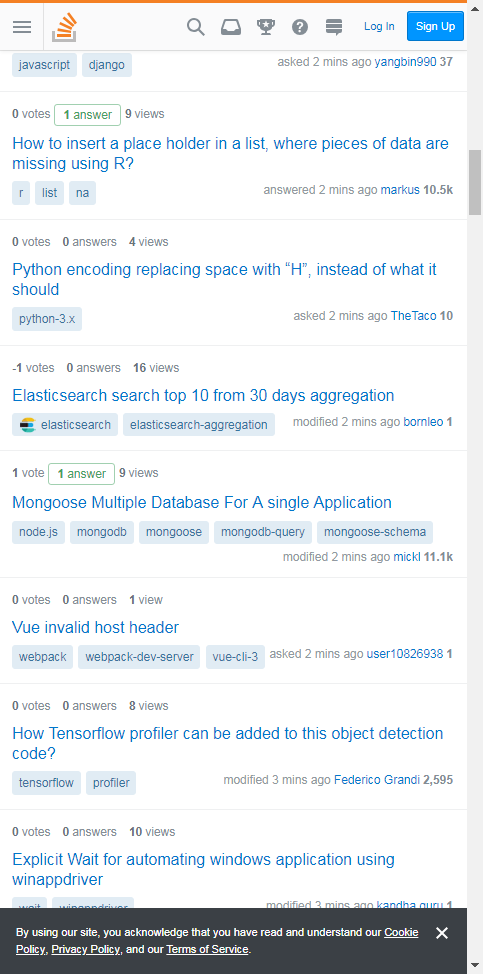 Log In Sign Up
javascript django asked 2 mins ago yangbin990 37
0 votes 1 answer 9 views
How to insert a place holder in a list, where pieces of data are
missing using R?
r list na answered 2 mins ago markus 10.5k
0 votes 0 answers 4 views
Python encoding replacing space with “H”, instead of what it
should
python-3.x asked 2 mins ago TheTaco 10
-1 votes 0 answers 16 views
Elasticsearch search top 10 from 30 days aggregation
elasticsearch elasticsearch-aggregation modified 2 mins ago bornleo 1
1 vote 1 answer 9 views
Mongoose Multiple Database For A single Application
node.js mongodb mongoose mongodb-query mongoose-schema
modified 2 mins ago mickl 11.1k
0 votes 0 answers 1 view
Vue invalid host header
webpack webpack-dev-server vue-cli-3 asked 2 mins ago user10826938 1
0 votes 0 answers 8 views
How Tensorflow profiler can be added to this object detection
code?
tensorflow profiler modified 3 mins ago Federico Grandi 2,595
0 votes 0 answers 10 views
Explicit Wait for automating windows application using
winappdriver
wait winappdriver modified 3 mins ago kandha guru 1
By using our site, you acknowledge that you have read and understand our Cookie
Policy, Privacy Policy, and our Terms of Service.